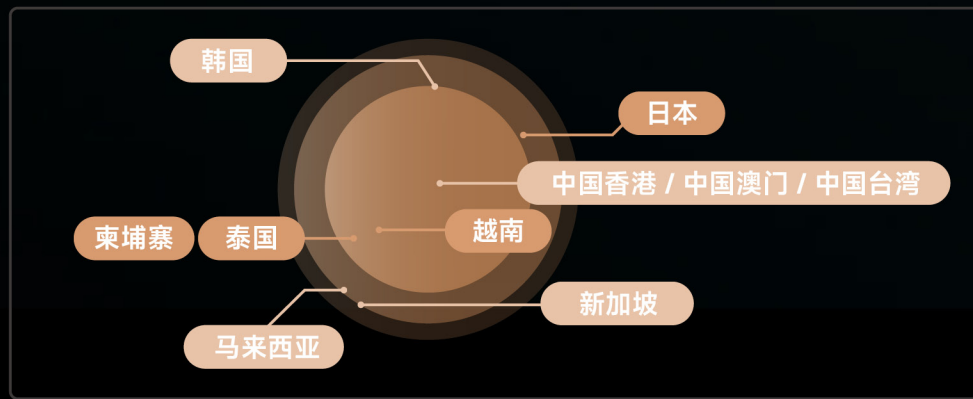 韩国
日本
中国香港 / 中国澳门 / 中国台湾
越南
柬埔寨
泰国
新加坡
马来西亚